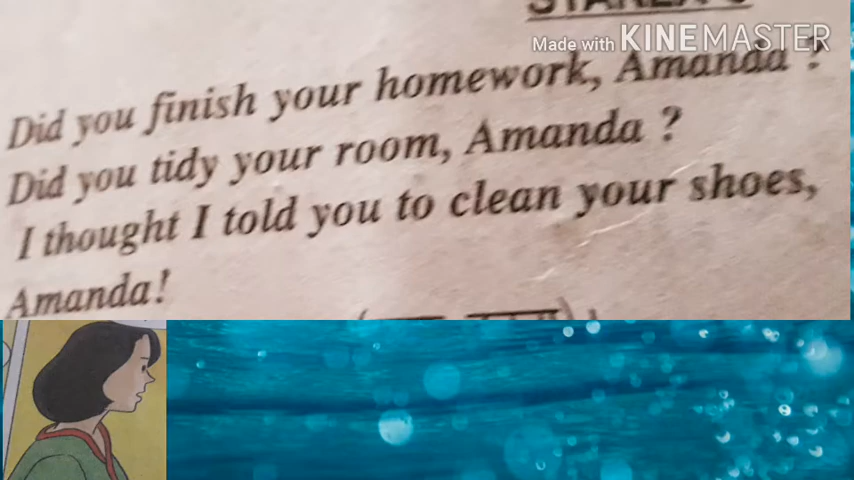 Made with KINEMASTER
Did you finish your homework, Amanda ?
Did you tidy your room, Amanda ?
I thought I told you to clean your shoes,
Amanda!